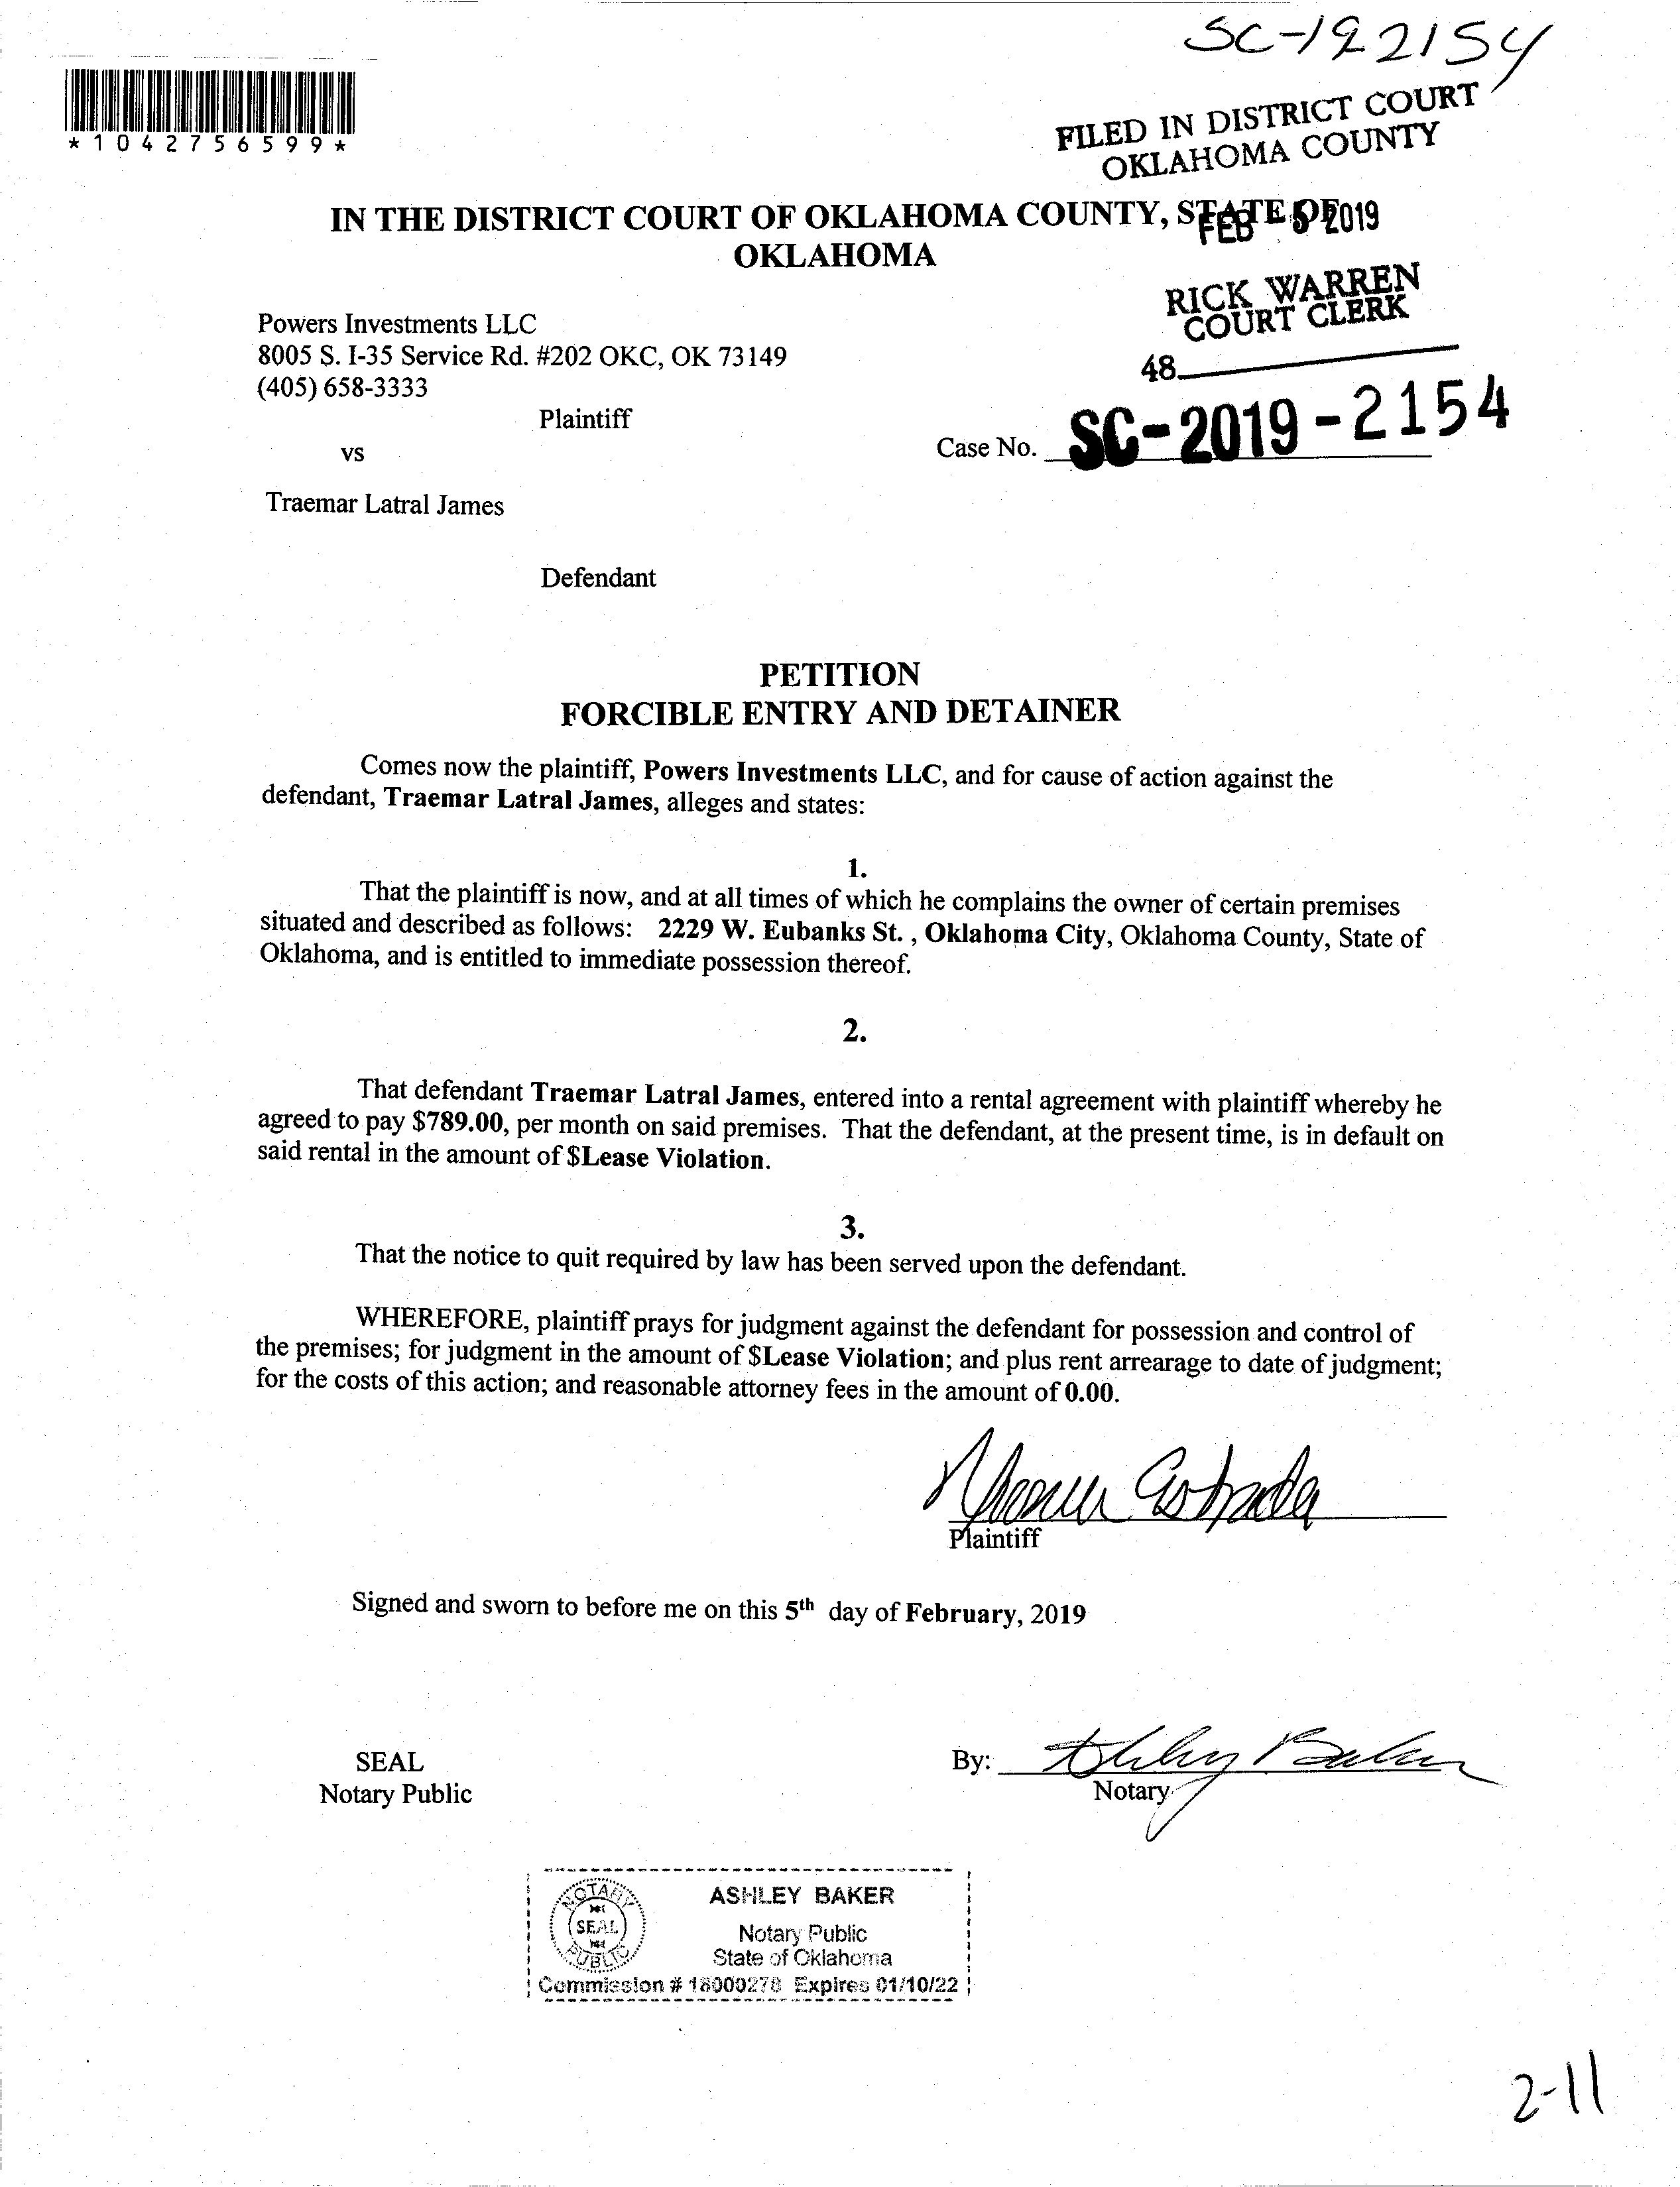 SC-192154
*1042756599*
FILED IN DISTRICT COURT
OKLAHOMA COUNTY
IN THE DISTRICT COURT OF OKLAHOMA COUNTY, STATE OF
FEB - 5 2019
OKLAHOMA
RICK WARREN
COURT CLERK
48
Powers Investments LLC
8005 S. I-35 Service Rd. #202 OKC, OK 73149
(405) 658-3333
Plaintiff
vs
Case No. SC-2019-2154
Traemar Latral James
Defendant
PETITION
FORCIBLE ENTRY AND DETAINER
Comes now the plaintiff, Powers Investments LLC, and for cause of action against the
defendant, Traemar Latral James, alleges and states:
1.
That the plaintiff is now, and at all times of which he complains the owner of certain premises
situated and described as follows: 2229 W. Eubanks St. , Oklahoma City, Oklahoma County, State of
Oklahoma, and is entitled to immediate possession thereof.
2.
That defendant Traemar Latral James, entered into a rental agreement with plaintiff whereby he
agreed to pay $789.00, per month on said premises. That the defendant, at the present time, is in default on
said rental in the amount of $Lease Violation.
3.
That the notice to quit required by law has been served upon the defendant.
WHEREFORE, plaintiff prays for judgment against the defendant for possession and control of
the premises; for judgment in the amount of $Lease Violation; and plus rent arrearage to date of judgment;
for the costs of this action; and reasonable attorney fees in the amount of 0.00.
Estrada
Plaintiff
Signed and sworn to before me on this 5th day of February, 2019
SEAL
Notary Public
By: Ashley Baker
Notary
NOTARY
SEAL
PUBLIC
ASHLEY BAKER
Notary Public
State of Oklahoma
Commission # 18000278 Expires 01/10/22
2-11